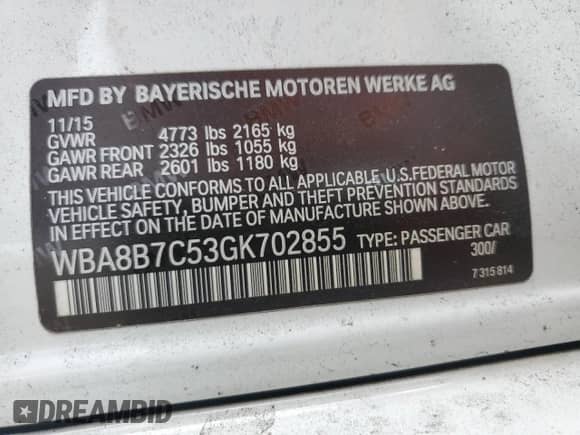 MFD BY BAYERISCHE MOTOREN WERKE AG
11/15
GVWR 4773 lbs 2165 kg
GAWR FRONT 2326 lbs 1055 kg
GAWR REAR 2601 lbs 1180 kg
THIS VEHICLE CONFORMS TO ALL APPLICABLE U.S.FEDERAL MOTOR
VEHICLE SAFETY, BUMPER AND THEFT PREVENTION STANDARDS
IN EFFECT ON THE DATE OF MANUFACTURE SHOWN ABOVE.
WBA8B7C53GK702855 TYPE: PASSENGER CAR
300/
7 315 814
DREAMBID